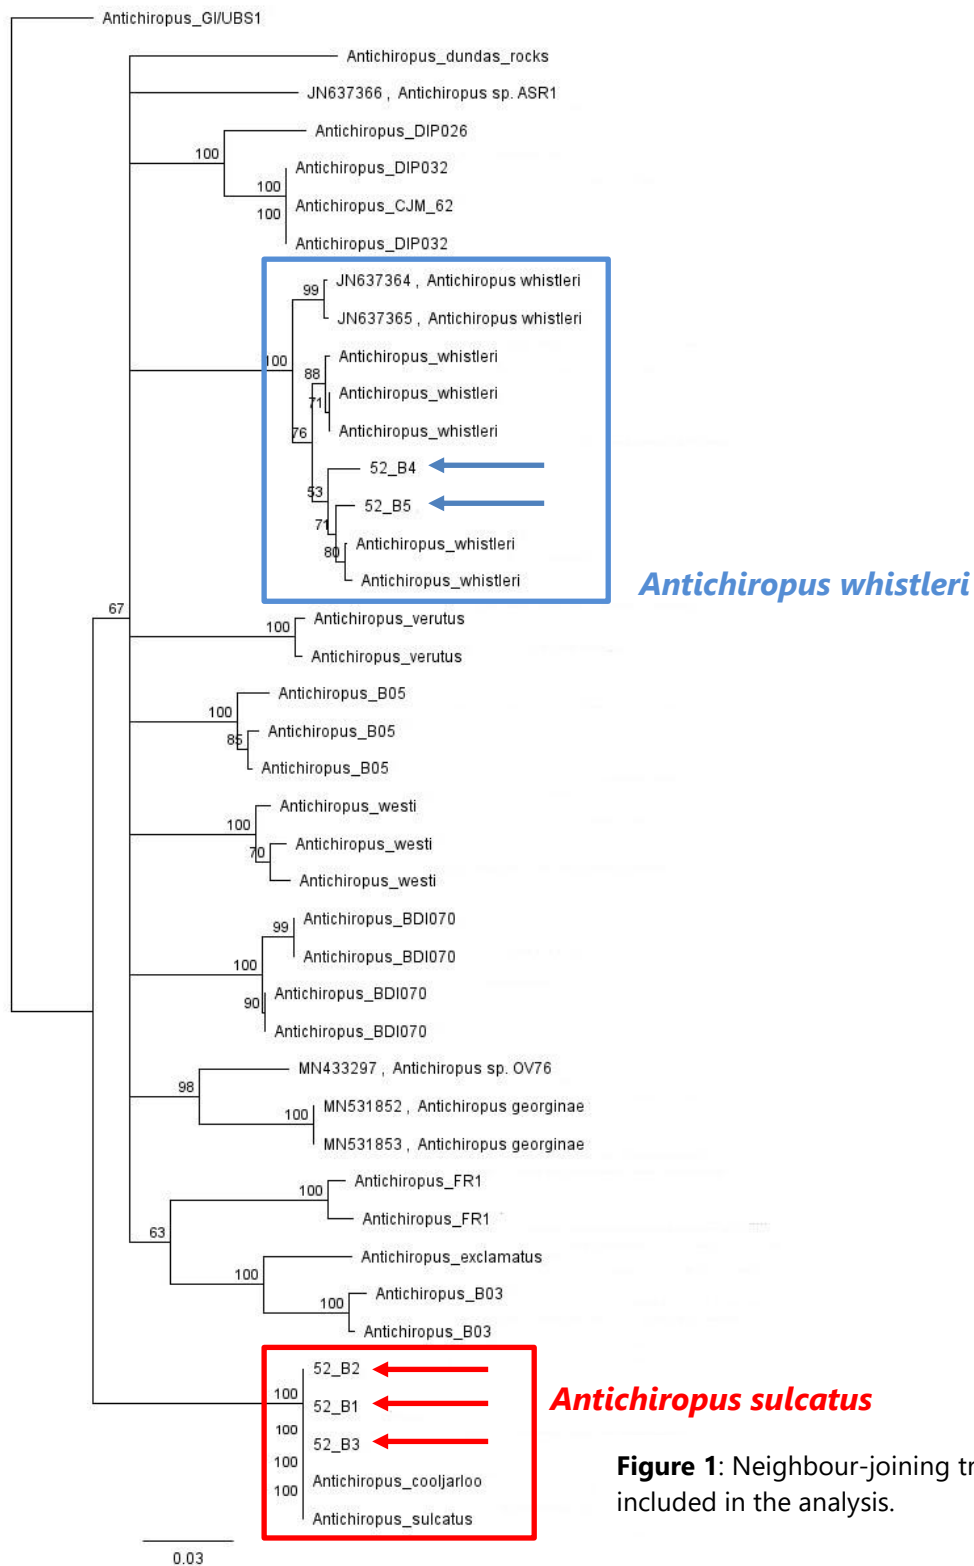 Antichiropus_GI/UBS1
Antichiropus_dundas_rocks
JN637366 , Antichiropus sp. ASR1
Antichiropus_DIP026
100
Antichiropus_DIP032
100
Antichiropus_CJM_62
100
Antichiropus_DIP032
JN637364 , Antichiropus whistleri
99
JN637365 , Antichiropus whistleri
Antichiropus_whistleri
100
88
Antichiropus_whistleri
71
Antichiropus_whistleri
76
52_B4
53
52_B5
71
Antichiropus_whistleri
80
Antichiropus_whistleri
Antichiropus whistleri
67
Antichiropus_verutus
100
Antichiropus_verutus
Antichiropus_B05
100
Antichiropus_B05
85
Antichiropus_B05
Antichiropus_westi
100
Antichiropus_westi
70
Antichiropus_westi
Antichiropus_BDI070
99
Antichiropus_BDI070
100
Antichiropus_BDI070
90
Antichiropus_BDI070
MN433297 , Antichiropus sp. OV76
98
MN531852 , Antichiropus georginae
100
MN531853 , Antichiropus georginae
Antichiropus_FR1
100
Antichiropus_FR1
63
Antichiropus_exclamatus
100
Antichiropus_B03
100
Antichiropus_B03
52_B2
100
52_B1
Antichiropus sulcatus
100
52_B3
100
Antichiropus_cooljarloo
100
Antichiropus_sulcatus
Figure 1: Neighbour-joining
included in the analysis.
0.03